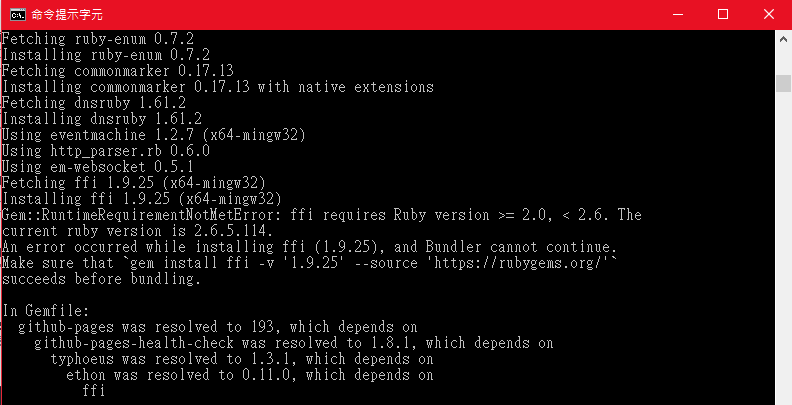 命令提示字元
Fetching ruby-enum 0.7.2
Installing ruby-enum 0.7.2
Fetching commonmarker 0.17.13
Installing commonmarker 0.17.13 with native extensions
Fetching dnsruby 1.61.2
Installing dnsruby 1.61.2
Using eventmachine 1.2.7 (x64-mingw32)
Using http_parser.rb 0.6.0
Using em-websocket 0.5.1
Fetching ffi 1.9.25 (x64-mingw32)
Installing ffi 1.9.25 (x64-mingw32)
Gem::RuntimeRequirementNotMetError: ffi requires Ruby version >= 2.0, < 2.6. The
current ruby version is 2.6.5.114.
An error occurred while installing ffi (1.9.25), and Bundler cannot continue.
Make sure that `gem install ffi -v '1.9.25' --source 'https://rubygems.org/'`
succeeds before bundling.

In Gemfile:
  github-pages was resolved to 193, which depends on
    github-pages-health-check was resolved to 1.8.1, which depends on
      typhoeus was resolved to 1.3.1, which depends on
        ethon was resolved to 0.11.0, which depends on
          ffi